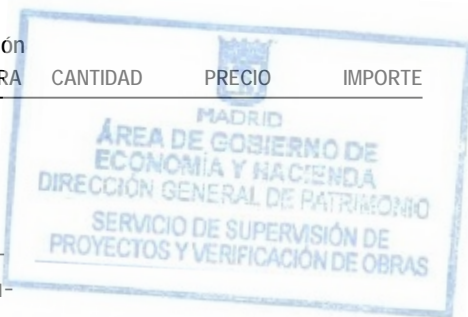 ón
RA CANTIDAD PRECIO IMPORTE
MADRID
ÁREA DE GOBIERNO DE
ECONOMÍA Y HACIENDA
DIRECCIÓN GENERAL DE PATRIMONIO
SERVICIO DE SUPERVISIÓN DE
PROYECTOS Y VERIFICACIÓN DE OBRAS